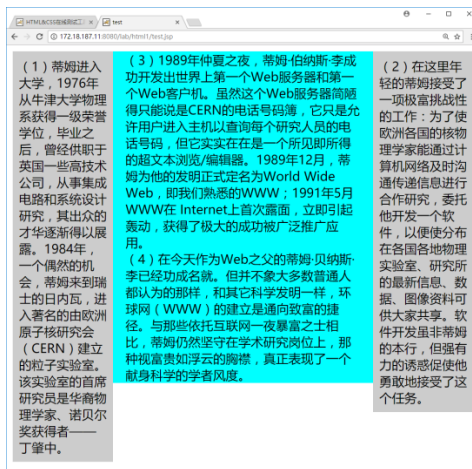 HTML&CSS在线测试工
test
172.18.187.11:8080/lab/html1/test.jsp
（1）蒂姆进入
大学，1976年
从牛津大学物理
系获得一级荣誉
学位，毕业之
后，曾经供职于
英国一些高技术
公司，从事集成
电路和系统设计
研究，其出众的
才华逐渐得以展
露。1984年，
一个偶然的机
会，蒂姆来到瑞
士的日内瓦，进
入著名的由欧洲
原子核研究会
（CERN）建立
的粒子实验室。
该实验室的首席
研究员是华裔物
理学家、诺贝尔
奖获得者——
丁肇中。
（3）1989年仲夏之夜，蒂姆·伯纳斯·李成
功开发出世界上第一个Web服务器和第一
个Web客户机。虽然这个Web服务器简陋
得只能说是CERN的电话号码簿，它只是允
许用户进入主机以查询每个研究人员的电
话号码，但它实实在在是一个所见即所得
的超文本浏览/编辑器。1989年12月，蒂
姆为他的发明正式定名为World Wide
Web，即我们熟悉的WWW；1991年5月
WWW在 Internet上首次露面，立即引起
轰动，获得了极大的成功被广泛推广应
用。
（4）在今天作为Web之父的蒂姆·贝纳斯·
李已经功成名就。但并不象大多数普通人
都认为的那样，和其它科学发明一样，环
球网（WWW）的建立是通向致富的捷
径。与那些依托互联网一夜暴富之士相
比，蒂姆仍然坚守在学术研究岗位上，那
种视富贵如浮云的胸襟，真正表现了一个
献身科学的学者风度。
（2）在这里年
轻的蒂姆接受了
一项极富挑战性
的工作：为了使
欧洲各国的核物
理学家能通过计
算机网络及时沟
通传递信息进行
合作研究，委托
他开发一个软
件，以便使分布
在各国各地物理
实验室、研究所
的最新信息、数
据、图像资料可
供大家共享。软
件开发虽非蒂姆
的本行，但强有
力的诱惑促使他
勇敢地接受了这
个任务。